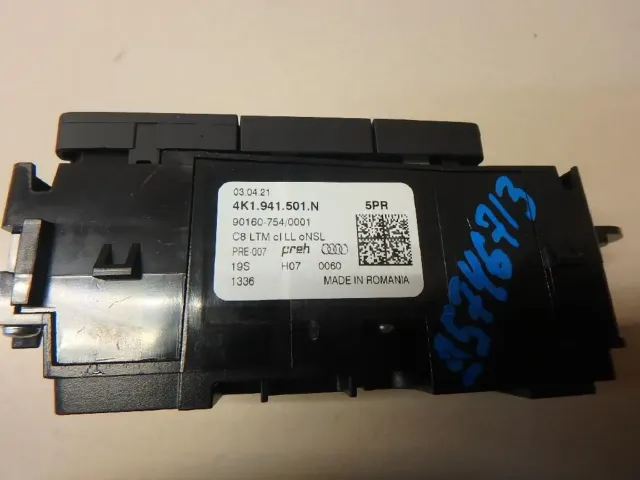 03.04.21
4K1.941.501.N 5PR
90160-754/0001
C8 LTM cl LL oNSL
PRE-007 preh
19S H07 0060
1336 MADE IN ROMANIA
15746713